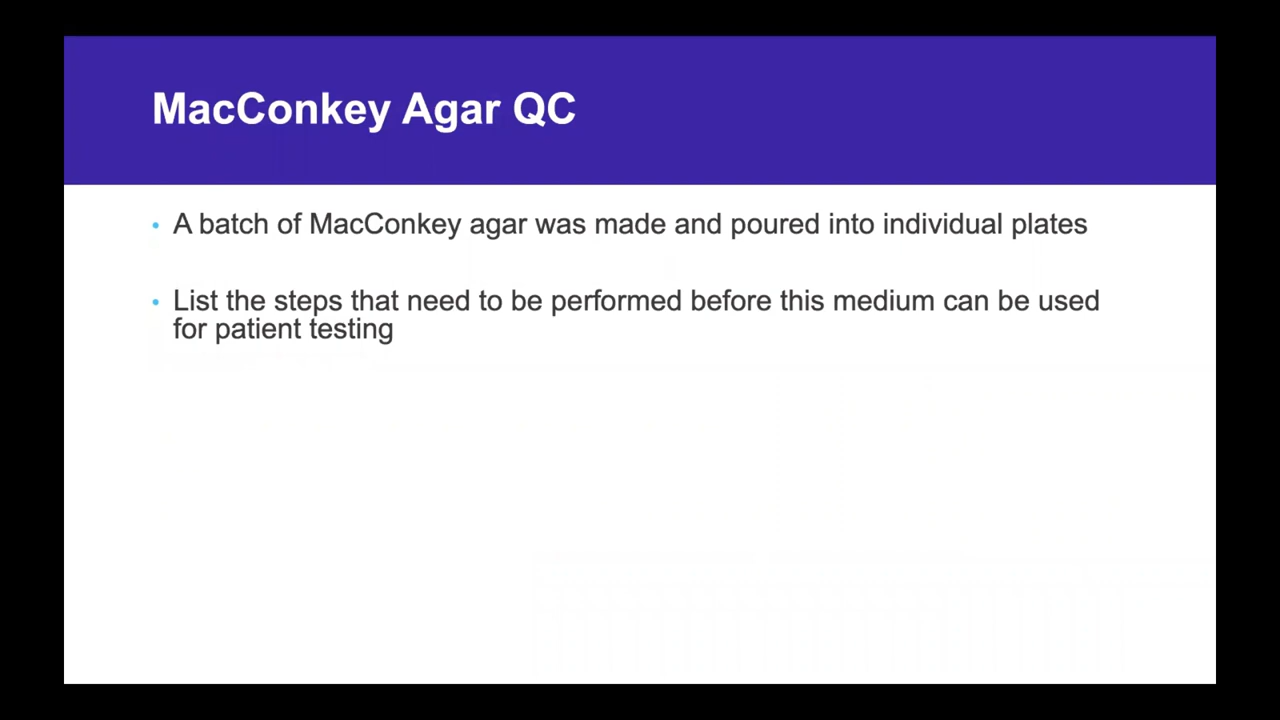 MacConkey Agar QC
• A batch of MacConkey agar was made and poured into individual plates
• List the steps that need to be performed before this medium can be used
for patient testing